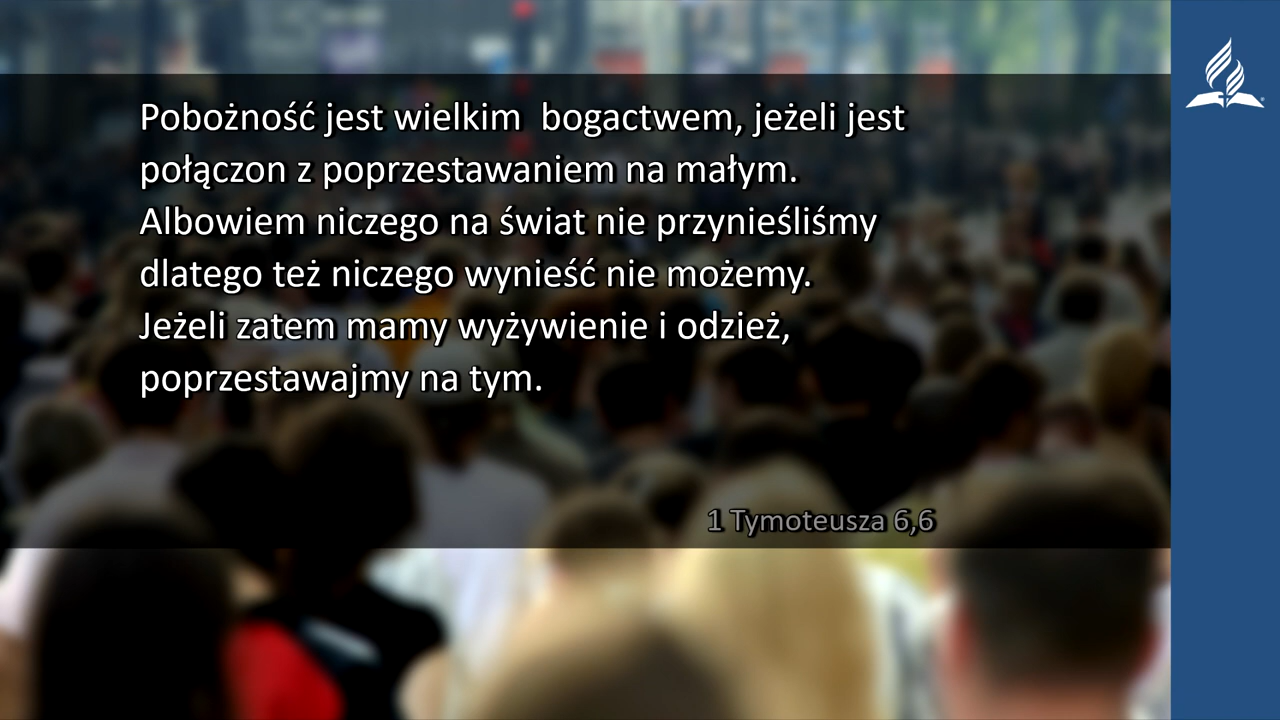 Pobożność jest wielkim  bogactwem, jeżeli jest
połączon z poprzestawaniem na małym.
Albowiem niczego na świat nie przynieśliśmy
dlatego też niczego wynieść nie możemy.
Jeżeli zatem mamy wyżywienie i odzież,
poprzestawajmy na tym.
1 Tymoteusza 6,6